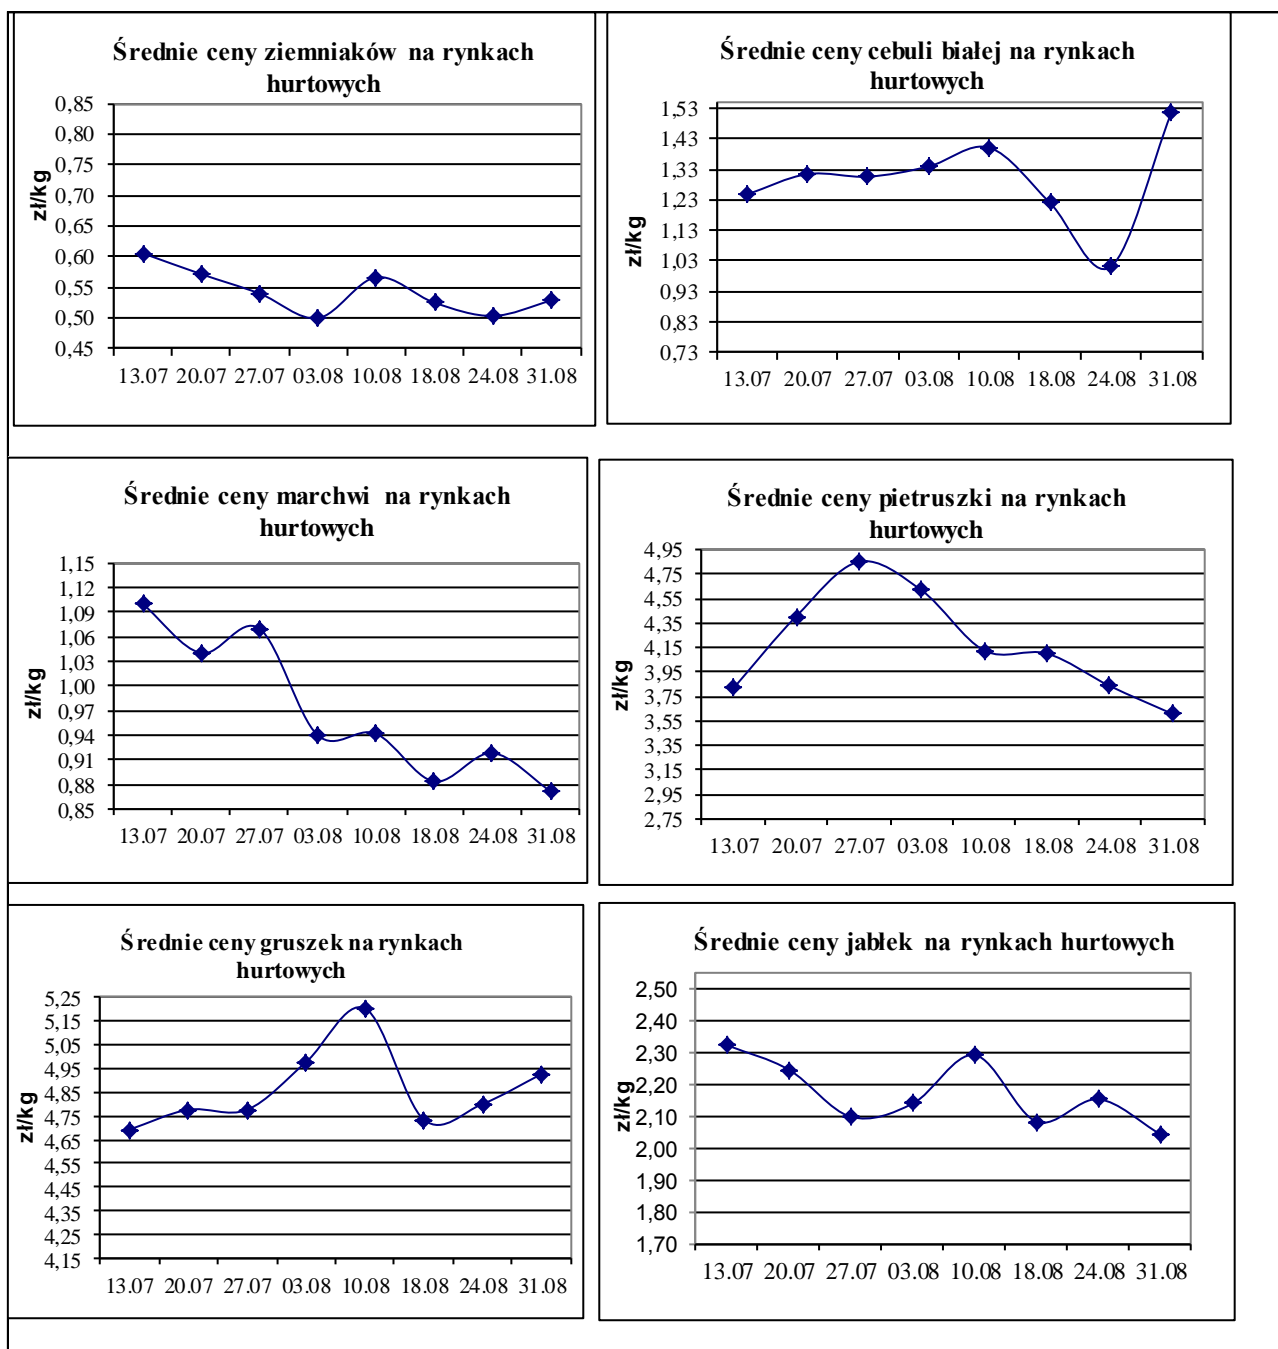 Średnie ceny ziemniaków na rynkach
hurtowych
zł/kg
0,85
0,80
0,75
0,70
0,65
0,60
0,55
0,50
0,45
13.07 20.07 27.07 03.08 10.08 18.08 24.08 31.08
Średnie ceny cebuli białej na rynkach
hurtowych
zł/kg
1,53
1,43
1,33
1,23
1,13
1,03
0,93
0,83
0,73
13.07 20.07 27.07 03.08 10.08 18.08 24.08 31.08
Średnie ceny marchwi na rynkach
hurtowych
zł/kg
1,15
1,12
1,09
1,06
1,03
1,00
0,97
0,94
0,91
0,88
0,85
13.07 20.07 27.07 03.08 10.08 18.08 24.08 31.08
Średnie ceny pietruszki na rynkach
hurtowych
zł/kg
4,95
4,75
4,55
4,35
4,15
3,95
3,75
3,55
3,35
3,15
2,95
2,75
13.07 20.07 27.07 03.08 10.08 18.08 24.08 31.08
Średnie ceny gruszek na rynkach
hurtowych
zł/kg
5,25
5,15
5,05
4,95
4,85
4,75
4,65
4,55
4,45
4,35
4,25
4,15
13.07 20.07 27.07 03.08 10.08 18.08 24.08 31.08
Średnie ceny jabłek na rynkach hurtowych
zł/kg
2,50
2,40
2,30
2,20
2,10
2,00
1,90
1,80
1,70
13.07 20.07 27.07 03.08 10.08 18.08 24.08 31.08